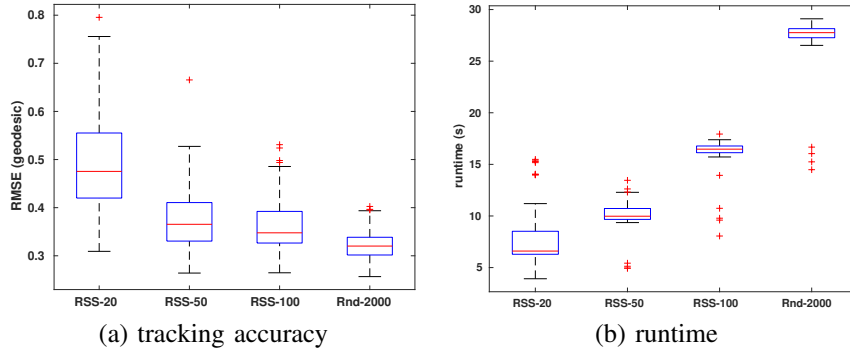 0.8
0.7
0.6
0.5
0.4
0.3
RMSE (geodesic)
RSS-20 RSS-50 RSS-100 Rnd-2000
(a) tracking accuracy
30
25
20
15
10
5
runtime (s)
RSS-20 RSS-50 RSS-100 Rnd-2000
(b) runtime